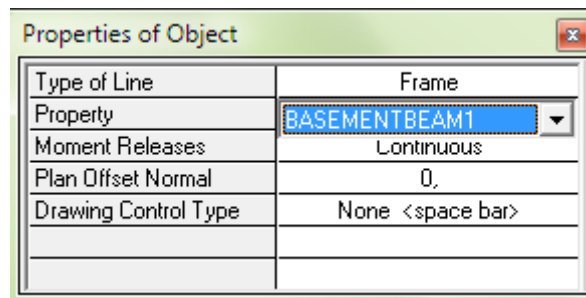 Properties of Object
Type of Line Frame
Property BASEMENTBEAM1
Moment Releases Continuous
Plan Offset Normal 0,
Drawing Control Type None <space bar>